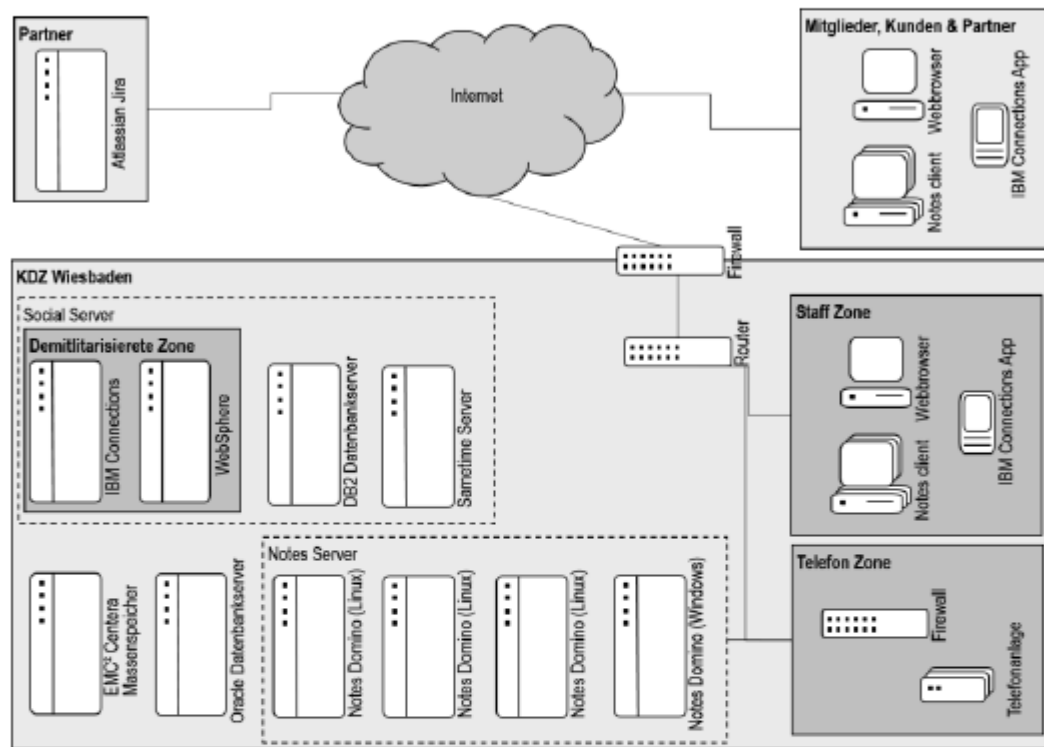 Partner
Atlassian Jira
Internet
Mitglieder, Kunden & Partner
Webbrowser
Notes client
IBM Connections App
Firewall
KDZ Wiesbaden
Social Server
Demitlitarisierete Zone
IBM Connections
WebSphere
DB2 Datenbankserver
Sametime Server
Router
Staff Zone
Webbrowser
Notes client
IBM Connections App
EMC² Centera
Massenspeicher
Oracle Datenbankserver
Notes Server
Notes Domino (Linux)
Notes Domino (Linux)
Notes Domino (Linux)
Notes Domino (Windows)
Telefon Zone
Firewall
Telefonanlage